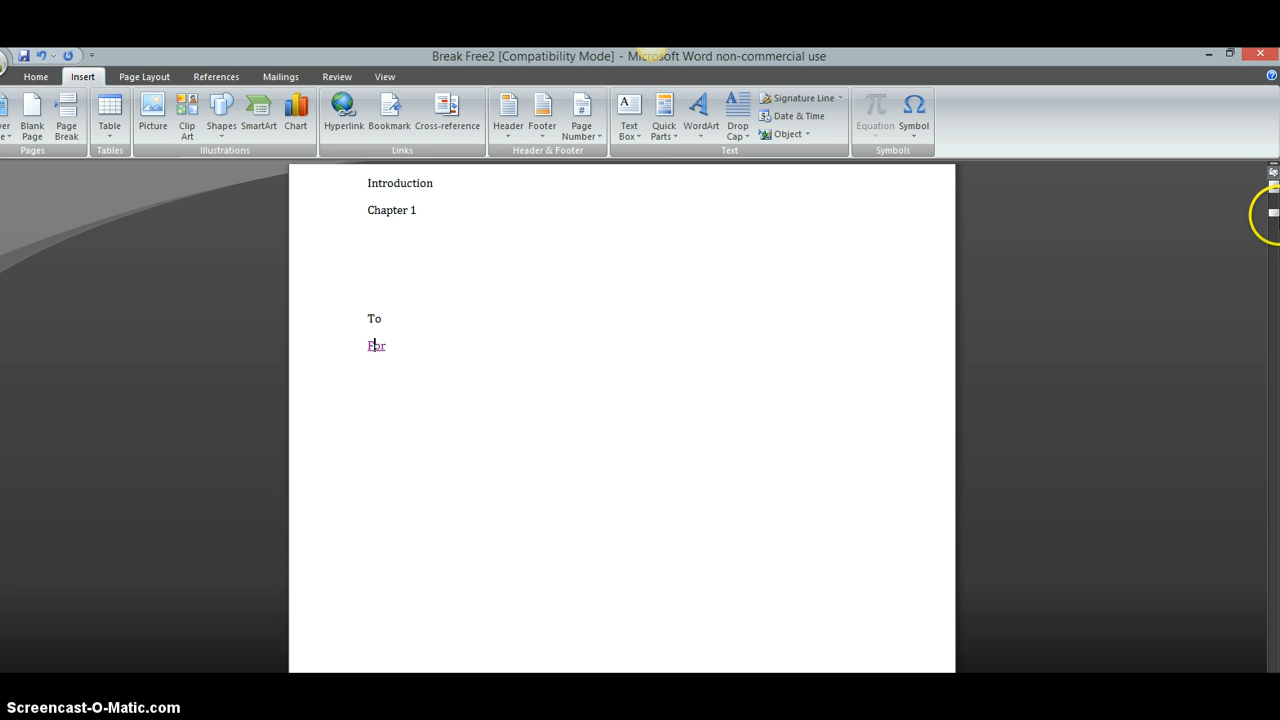 Break Free2 [Compatibility Mode] - Microsoft Word non-commercial use
Home Insert Page Layout References Mailings Review View
Blank Page
Page Break
Table
Picture
Clip Art
Shapes
SmartArt
Chart
Hyperlink
Bookmark
Cross-reference
Header
Footer
Page Number
Text Box
Quick Parts
WordArt
Drop Cap
Signature Line
Date & Time
Object
Equation
Symbol
Pages Tables Illustrations Links Header & Footer Text Symbols
Introduction
Chapter 1
To
For
Screencast-O-Matic.com